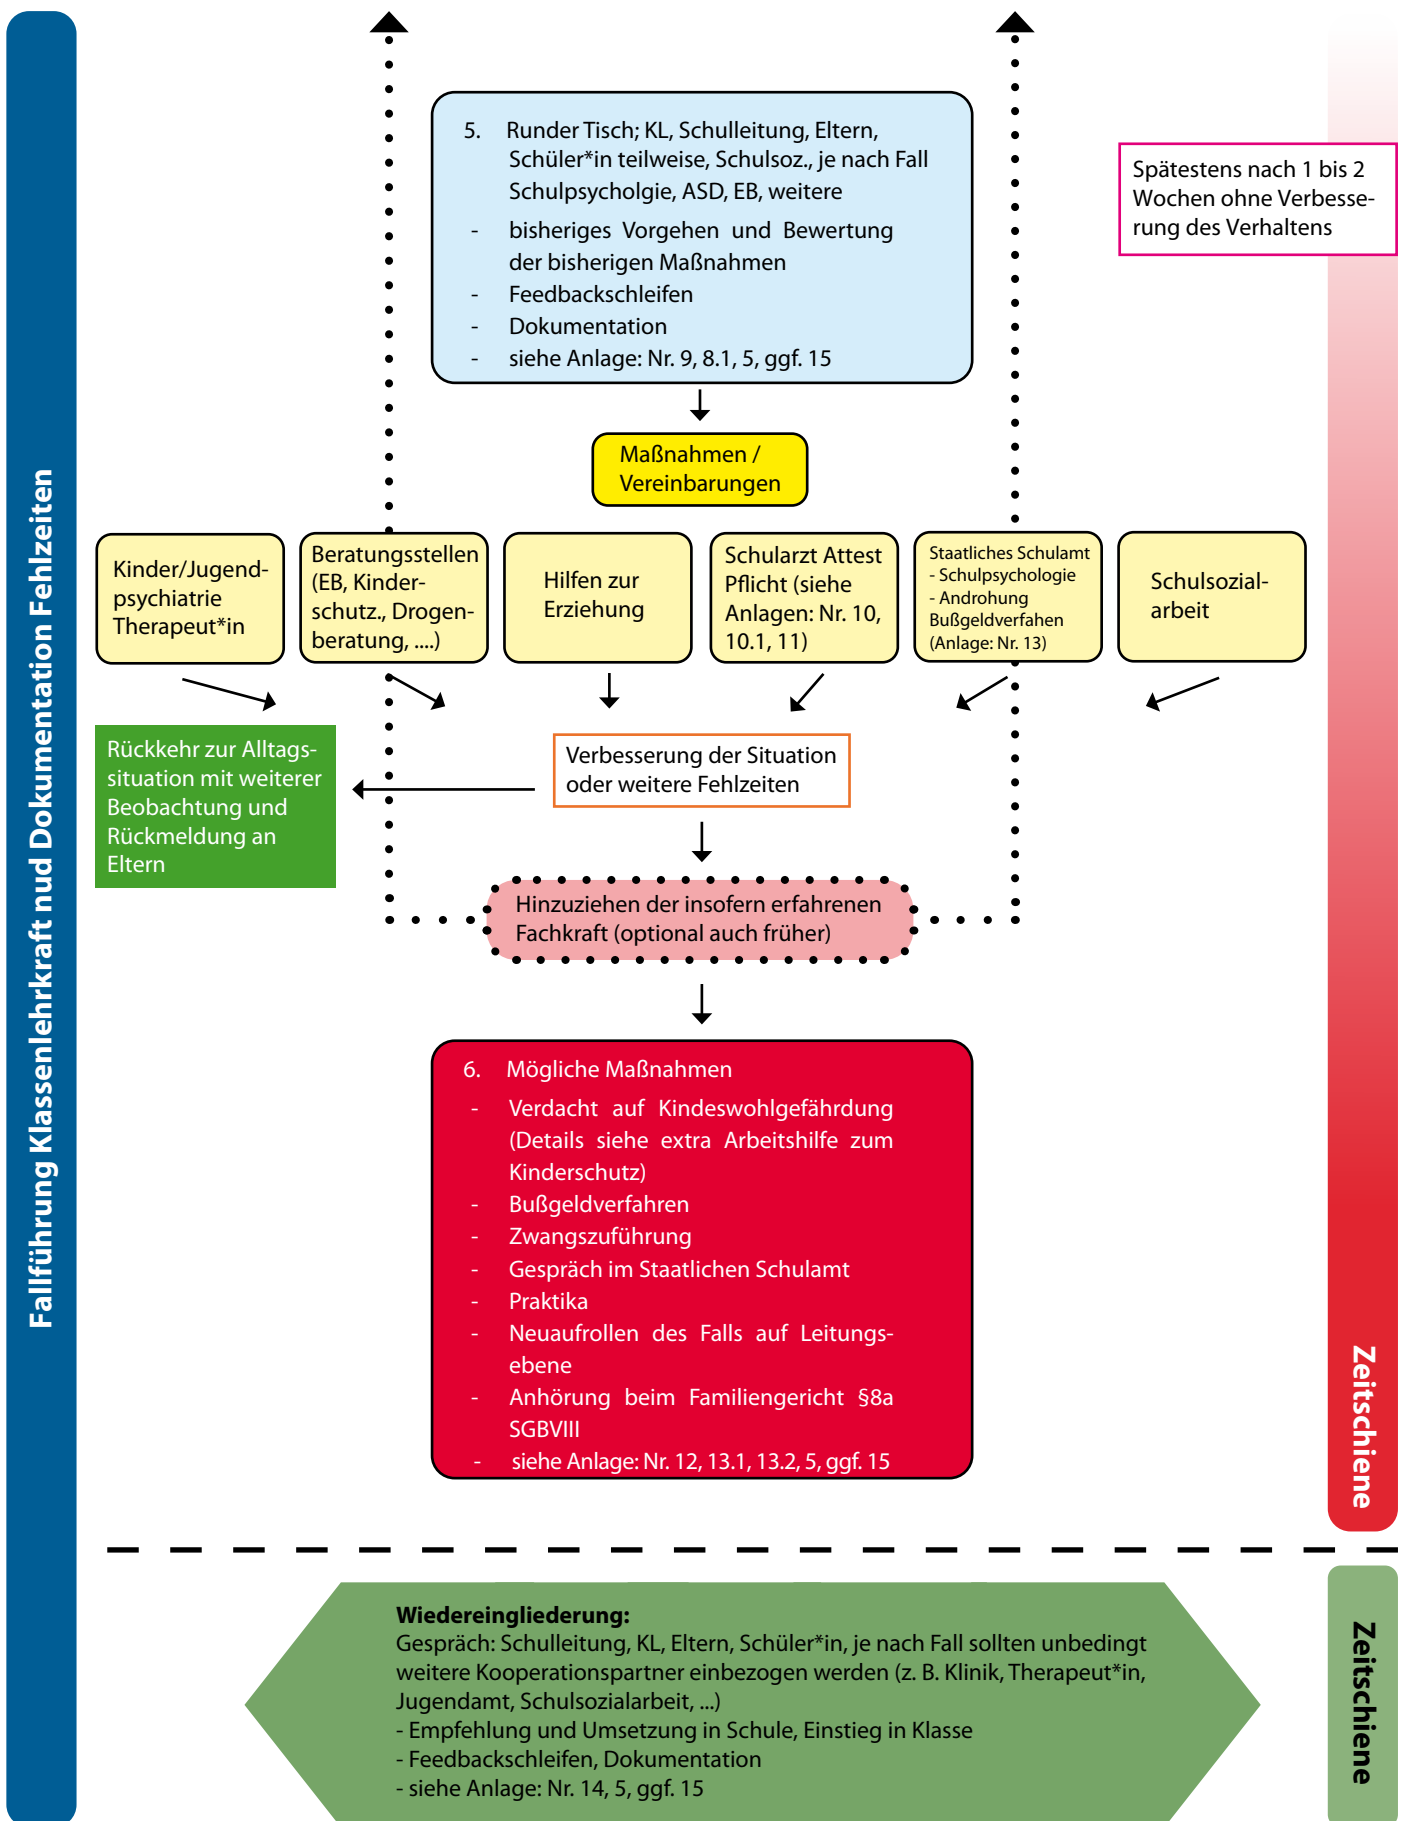 Fallführung Klassenlehrkraft nud Dokumentation Fehlzeiten
5. Runder Tisch; KL, Schulleitung, Eltern,
Schüler*in teilweise, Schulsoz., je nach Fall
Schulpsycholgie, ASD, EB, weitere
- bisheriges Vorgehen und Bewertung
der bisherigen Maßnahmen
- Feedbackschleifen
- Dokumentation
- siehe Anlage: Nr. 9, 8.1, 5, ggf. 15
Spätestens nach 1 bis 2
Wochen ohne Verbesse-
rung des Verhaltens
Maßnahmen /
Vereinbarungen
Kinder/Jugend-
psychiatrie
Therapeut*in
Beratungsstellen
(EB, Kinder-
schutz., Drogen-
beratung, ....)
Hilfen zur
Erziehung
Schularzt Attest
Pflicht (siehe
Anlagen: Nr. 10,
10.1, 11)
Staatliches Schulamt
- Schulpsychologie
- Androhung
Bußgeldverfahen
(Anlage: Nr. 13)
Schulsozial-
arbeit
Rückkehr zur Alltags-
situation mit weiterer
Beobachtung und
Rückmeldung an
Eltern
Verbesserung der Situation
oder weitere Fehlzeiten
Hinzuziehen der insofern erfahrenen
Fachkraft (optional auch früher)
6. Mögliche Maßnahmen
- Verdacht auf Kindeswohlgefährdung
(Details siehe extra Arbeitshilfe zum
Kinderschutz)
- Bußgeldverfahren
- Zwangszuführung
- Gespräch im Staatlichen Schulamt
- Praktika
- Neuaufrollen des Falls auf Leitungs-
ebene
- Anhörung beim Familiengericht §8a
SGBVIII
- siehe Anlage: Nr. 12, 13.1, 13.2, 5, ggf. 15
Zeitschiene
Wiedereingliederung:
Gespräch: Schulleitung, KL, Eltern, Schüler*in, je nach Fall sollten unbedingt
weitere Kooperationspartner einbezogen werden (z. B. Klinik, Therapeut*in,
Jugendamt, Schulsozialarbeit, ...)
- Empfehlung und Umsetzung in Schule, Einstieg in Klasse
- Feedbackschleifen, Dokumentation
- siehe Anlage: Nr. 14, 5, ggf. 15
Zeitschiene